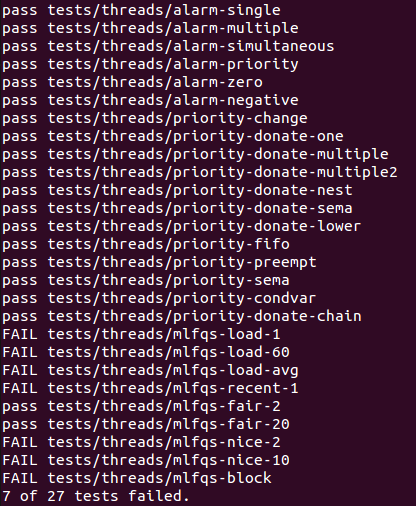 pass tests/threads/alarm-single
pass tests/threads/alarm-multiple
pass tests/threads/alarm-simultaneous
pass tests/threads/alarm-priority
pass tests/threads/alarm-zero
pass tests/threads/alarm-negative
pass tests/threads/priority-change
pass tests/threads/priority-donate-one
pass tests/threads/priority-donate-multiple
pass tests/threads/priority-donate-multiple2
pass tests/threads/priority-donate-nest
pass tests/threads/priority-donate-sema
pass tests/threads/priority-donate-lower
pass tests/threads/priority-fifo
pass tests/threads/priority-preempt
pass tests/threads/priority-sema
pass tests/threads/priority-condvar
pass tests/threads/priority-donate-chain
FAIL tests/threads/mlfqs-load-1
FAIL tests/threads/mlfqs-load-60
FAIL tests/threads/mlfqs-load-avg
FAIL tests/threads/mlfqs-recent-1
pass tests/threads/mlfqs-fair-2
pass tests/threads/mlfqs-fair-20
FAIL tests/threads/mlfqs-nice-2
FAIL tests/threads/mlfqs-nice-10
FAIL tests/threads/mlfqs-block
7 of 27 tests failed.